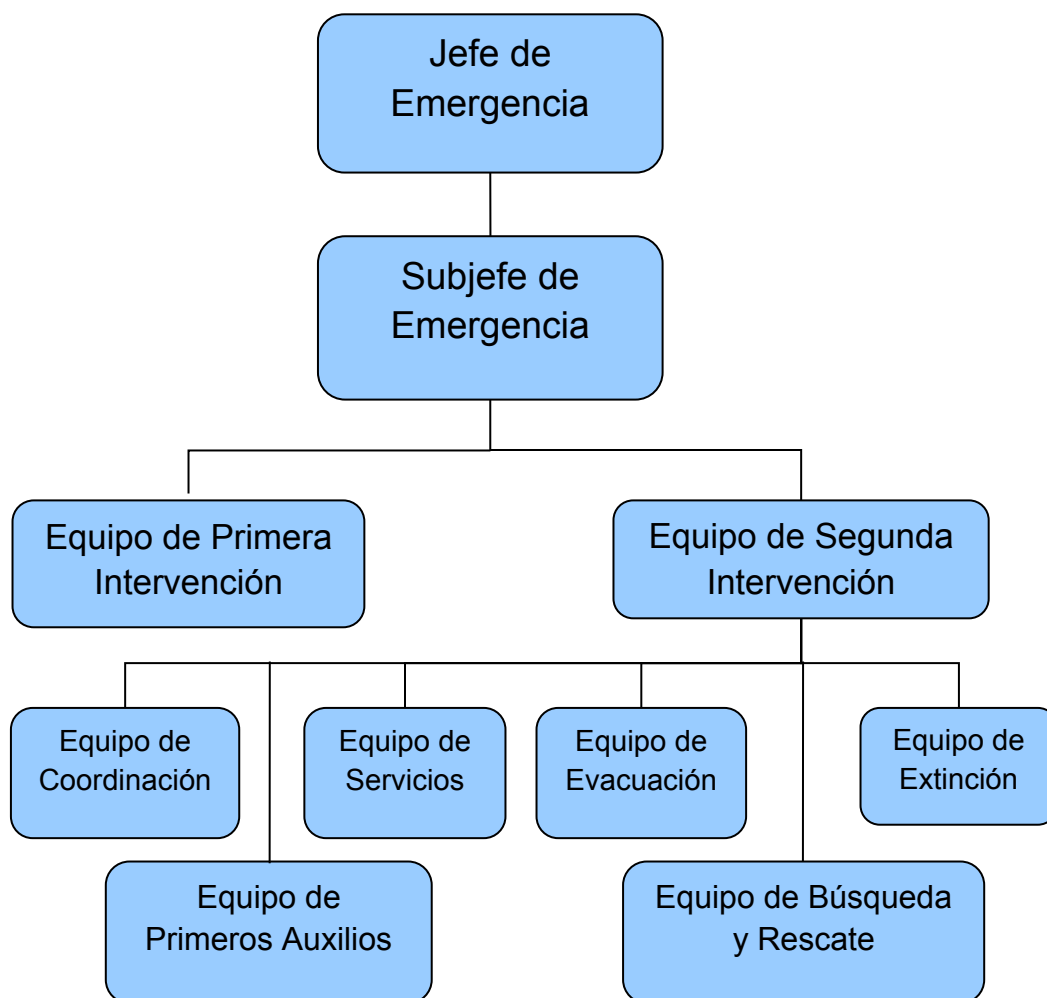 Jefe de
Emergencia
Subjefe de
Emergencia
Equipo de Primera
Intervención
Equipo de Segunda
Intervención
Equipo de
Coordinación
Equipo de
Servicios
Equipo de
Evacuación
Equipo de
Extinción
Equipo de
Primeros Auxilios
Equipo de Búsqueda
y Rescate